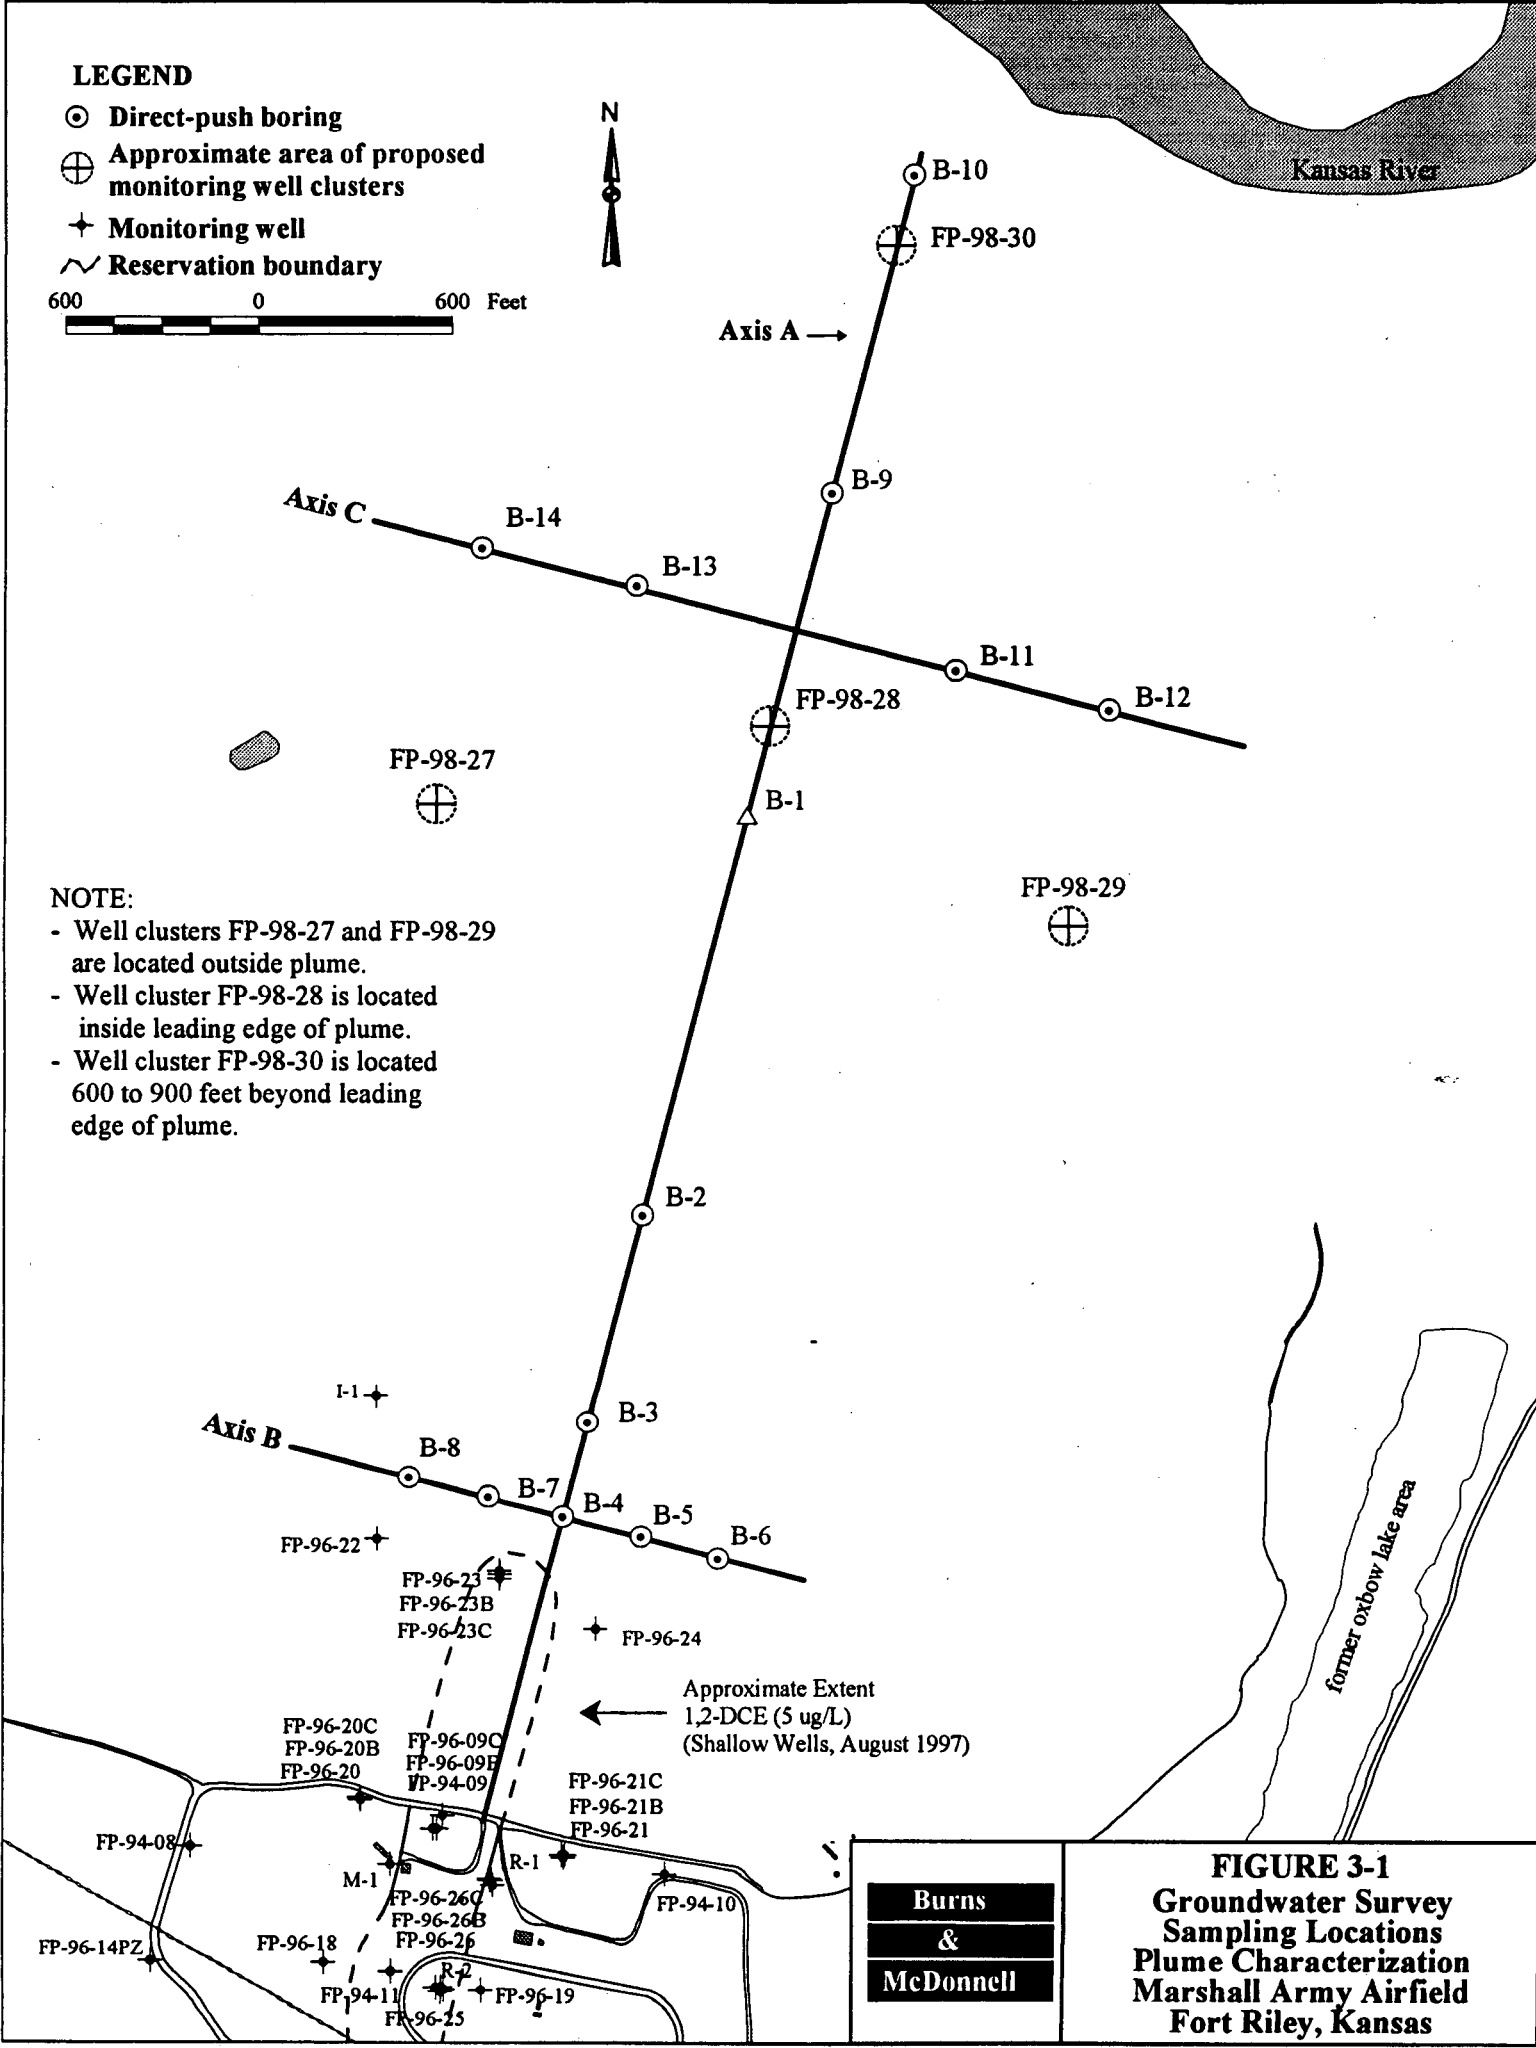 LEGEND
Direct-push boring
Approximate area of proposed
monitoring well clusters
Monitoring well
Reservation boundary
600 0 600 Feet
N
Kansas River
B-10
FP-98-30
Axis A
B-9
Axis C
B-14
B-13
B-11
B-12
FP-98-28
FP-98-27
B-1
FP-98-29
NOTE:
- Well clusters FP-98-27 and FP-98-29
are located outside plume.
- Well cluster FP-98-28 is located
inside leading edge of plume.
- Well cluster FP-98-30 is located
600 to 900 feet beyond leading
edge of plume.
B-2
I-1
B-3
Axis B
B-8
B-7
B-4
B-5
B-6
FP-96-22
FP-96-23
FP-96-23B
FP-96-23C
FP-96-24
former oxbow lake area
Approximate Extent
1,2-DCE (5 ug/L)
(Shallow Wells, August 1997)
FP-96-20C
FP-96-20B
FP-96-20
FP-96-09C
FP-96-09B
FP-94-09
FP-96-21C
FP-96-21B
FP-96-21
FP-94-08
M-1
R-1
FP-96-26C
FP-96-26B
FP-96-26
FP-94-10
FP-96-14PZ
FP-96-18
R-2
FP-94-11
FP-96-19
FP-96-25
Burns
&
McDonnell
FIGURE 3-1
Groundwater Survey
Sampling Locations
Plume Characterization
Marshall Army Airfield
Fort Riley, Kansas